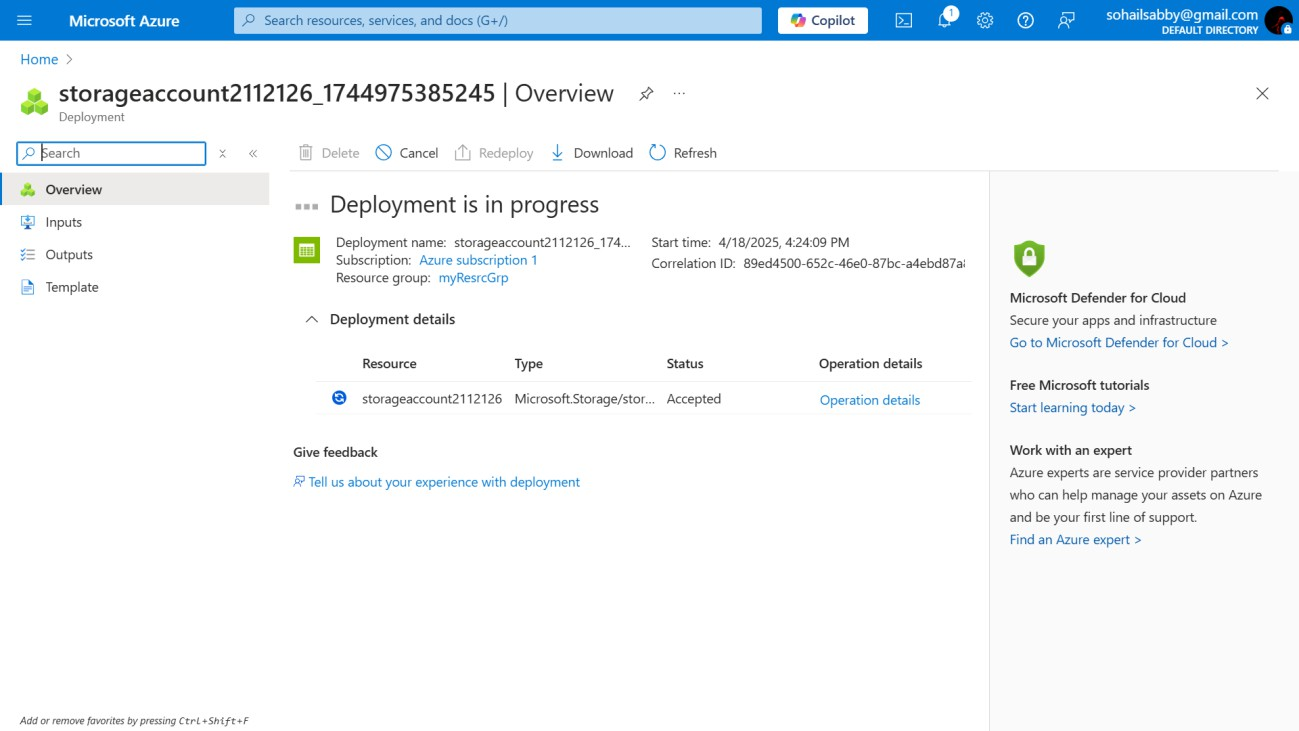 Microsoft Azure
Search resources, services, and docs (G+/)
Copilot
1
sohailsabby@gmail.com
DEFAULT DIRECTORY
Home >
storageaccount2112126_1744975385245 | Overview
...
Deployment
Search
Delete
Cancel
Redeploy
Download
Refresh
Overview
Inputs
Outputs
Template
Deployment is in progress
Deployment name: storageaccount2112126_174...
Subscription: Azure subscription 1
Resource group: myResrcGrp
Start time: 4/18/2025, 4:24:09 PM
Correlation ID: 89ed4500-652c-46e0-87bc-a4ebd87a
Deployment details
Resource Type Status Operation details
storageaccount2112126 Microsoft.Storage/stor... Accepted Operation details
Give feedback
Tell us about your experience with deployment
Microsoft Defender for Cloud
Secure your apps and infrastructure
Go to Microsoft Defender for Cloud >
Free Microsoft tutorials
Start learning today >
Work with an expert
Azure experts are service provider partners
who can help manage your assets on Azure
and be your first line of support.
Find an Azure expert >
Add or remove favorites by pressing Ctrl+Shift+F